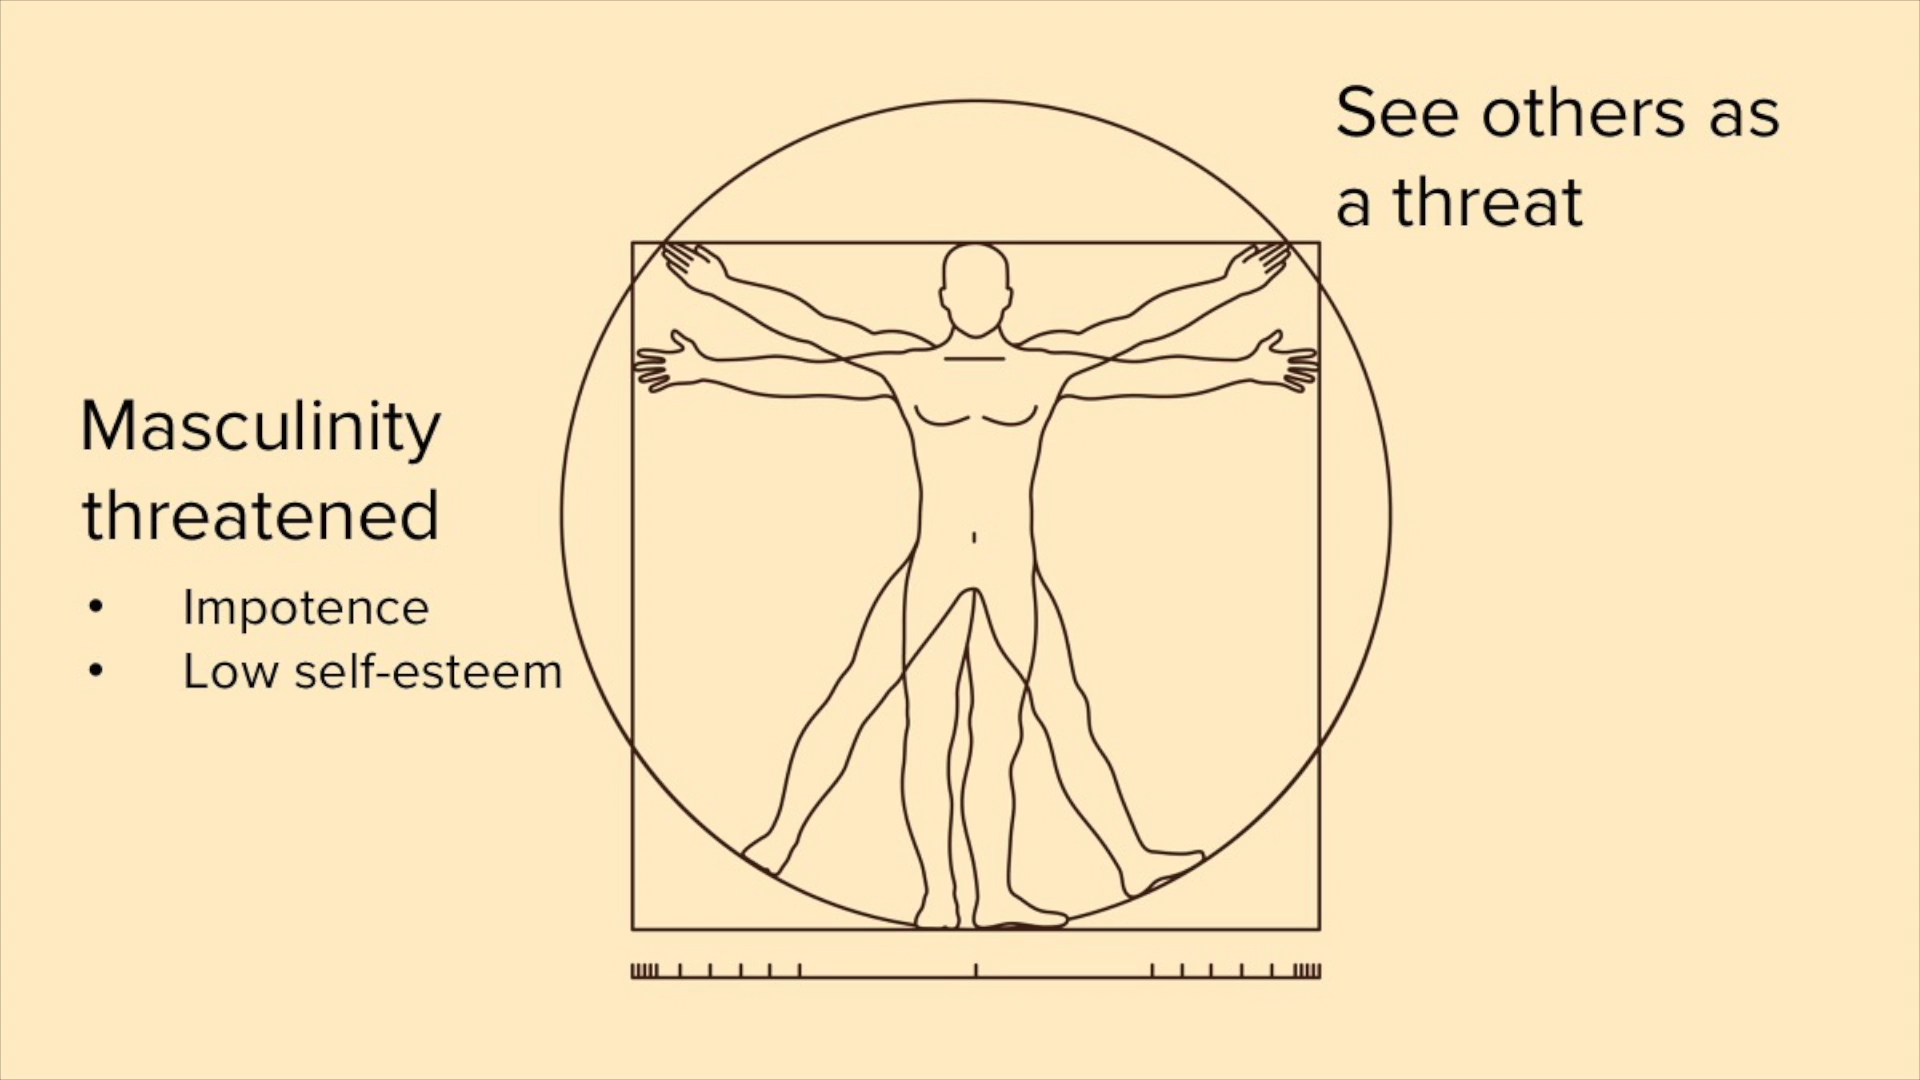 See others as
a threat
Masculinity
threatened
• Impotence
• Low self-esteem